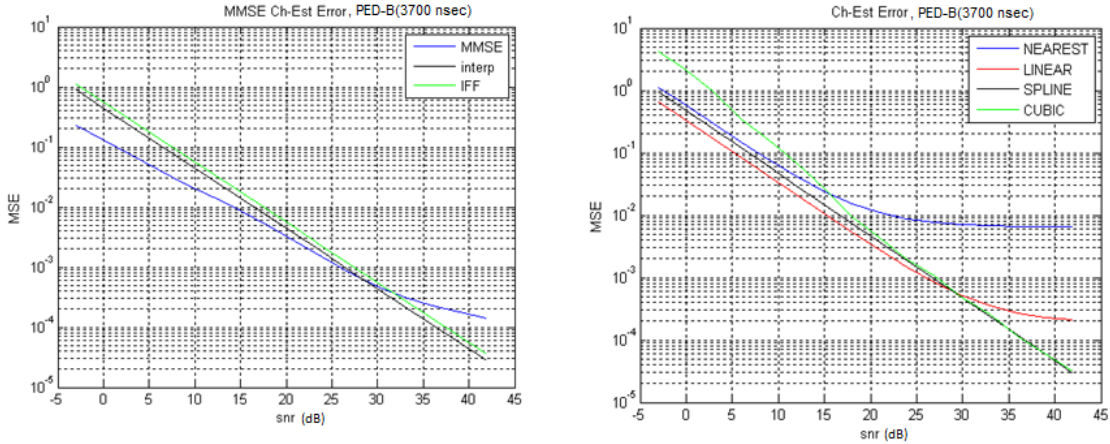 MMSE Ch-Est Error, PED-B(3700 nsec)
10^1
10^0
10^-1
10^-2
10^-3
10^-4
10^-5
MSE
MMSE
interp
IFF
-5 0 5 10 15 20 25 30 35 40 45
snr (dB)
Ch-Est Error, PED-B(3700 nsec)
10^1
10^0
10^-1
10^-2
10^-3
10^-4
10^-5
MSE
NEAREST
LINEAR
SPLINE
CUBIC
-5 0 5 10 15 20 25 30 35 40 45
snr (dB)